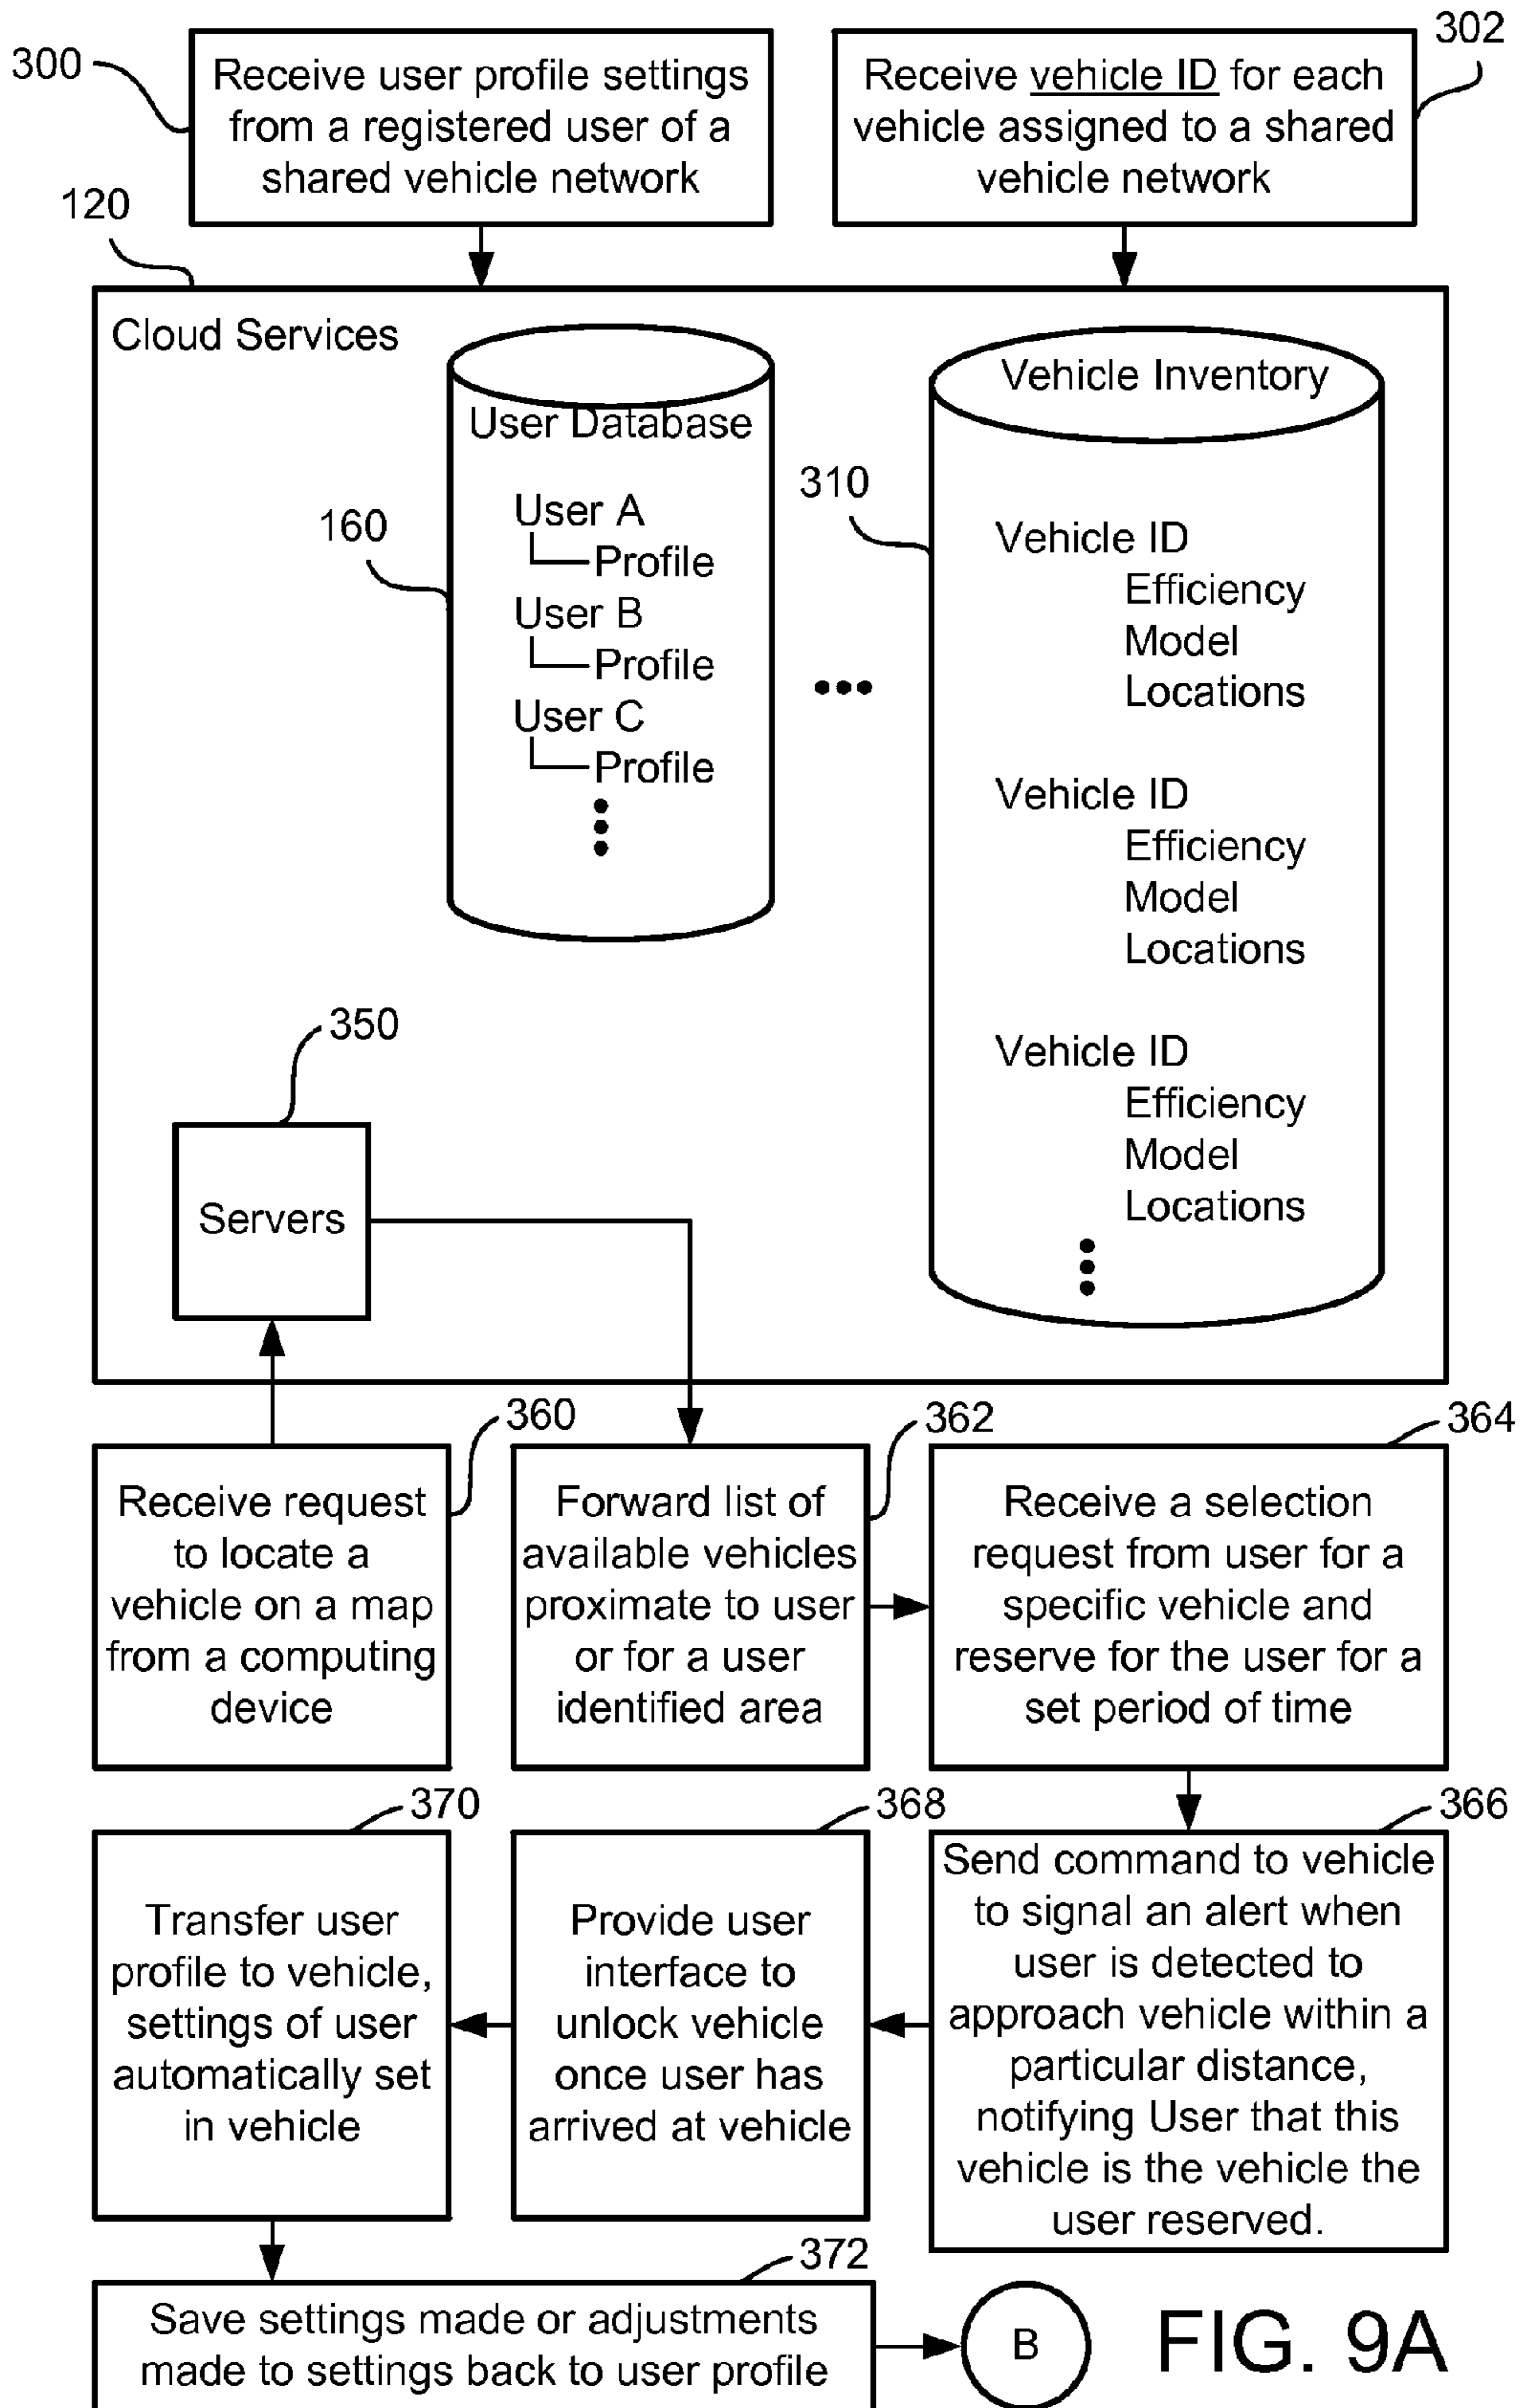 300
Receive user profile settings
from a registered user of a
shared vehicle network
302
Receive vehicle ID for each
vehicle assigned to a shared
vehicle network
120
Cloud Services
User Database
160
User A
Profile
User B
Profile
User C
Profile
Vehicle Inventory
310
Vehicle ID
Efficiency
Model
Locations
Vehicle ID
Efficiency
Model
Locations
Vehicle ID
Efficiency
Model
Locations
350
Servers
360
Receive request
to locate a
vehicle on a map
from a computing
device
362
Forward list of
available vehicles
proximate to user
or for a user
identified area
364
Receive a selection
request from user for a
specific vehicle and
reserve for the user for a
set period of time
370
Transfer user
profile to vehicle,
settings of user
automatically set
in vehicle
368
Provide user
interface to
unlock vehicle
once user has
arrived at vehicle
366
Send command to vehicle
to signal an alert when
user is detected to
approach vehicle within a
particular distance,
notifying User that this
vehicle is the vehicle the
user reserved.
372
Save settings made or adjustments
made to settings back to user profile
B
FIG. 9A